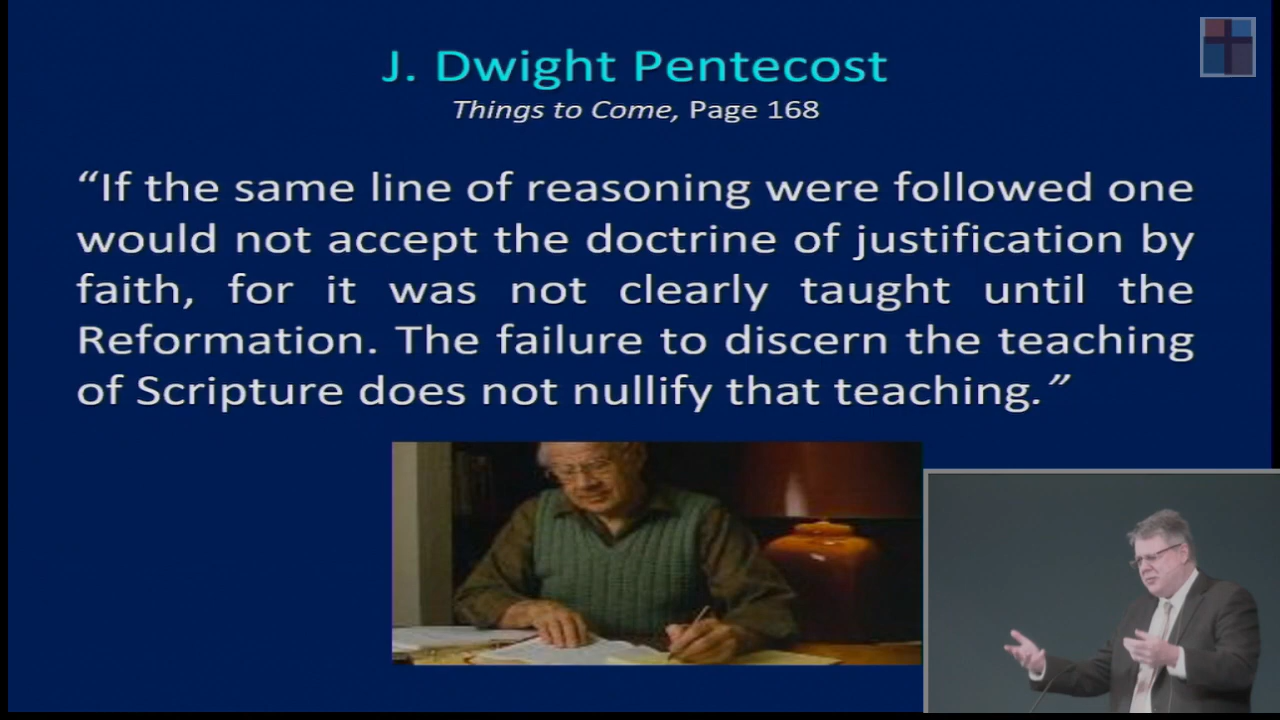 J. Dwight Pentecost
Things to Come, Page 168
“If the same line of reasoning were followed one
would not accept the doctrine of justification by
faith, for it was not clearly taught until the
Reformation. The failure to discern the teaching
of Scripture does not nullify that teaching.”